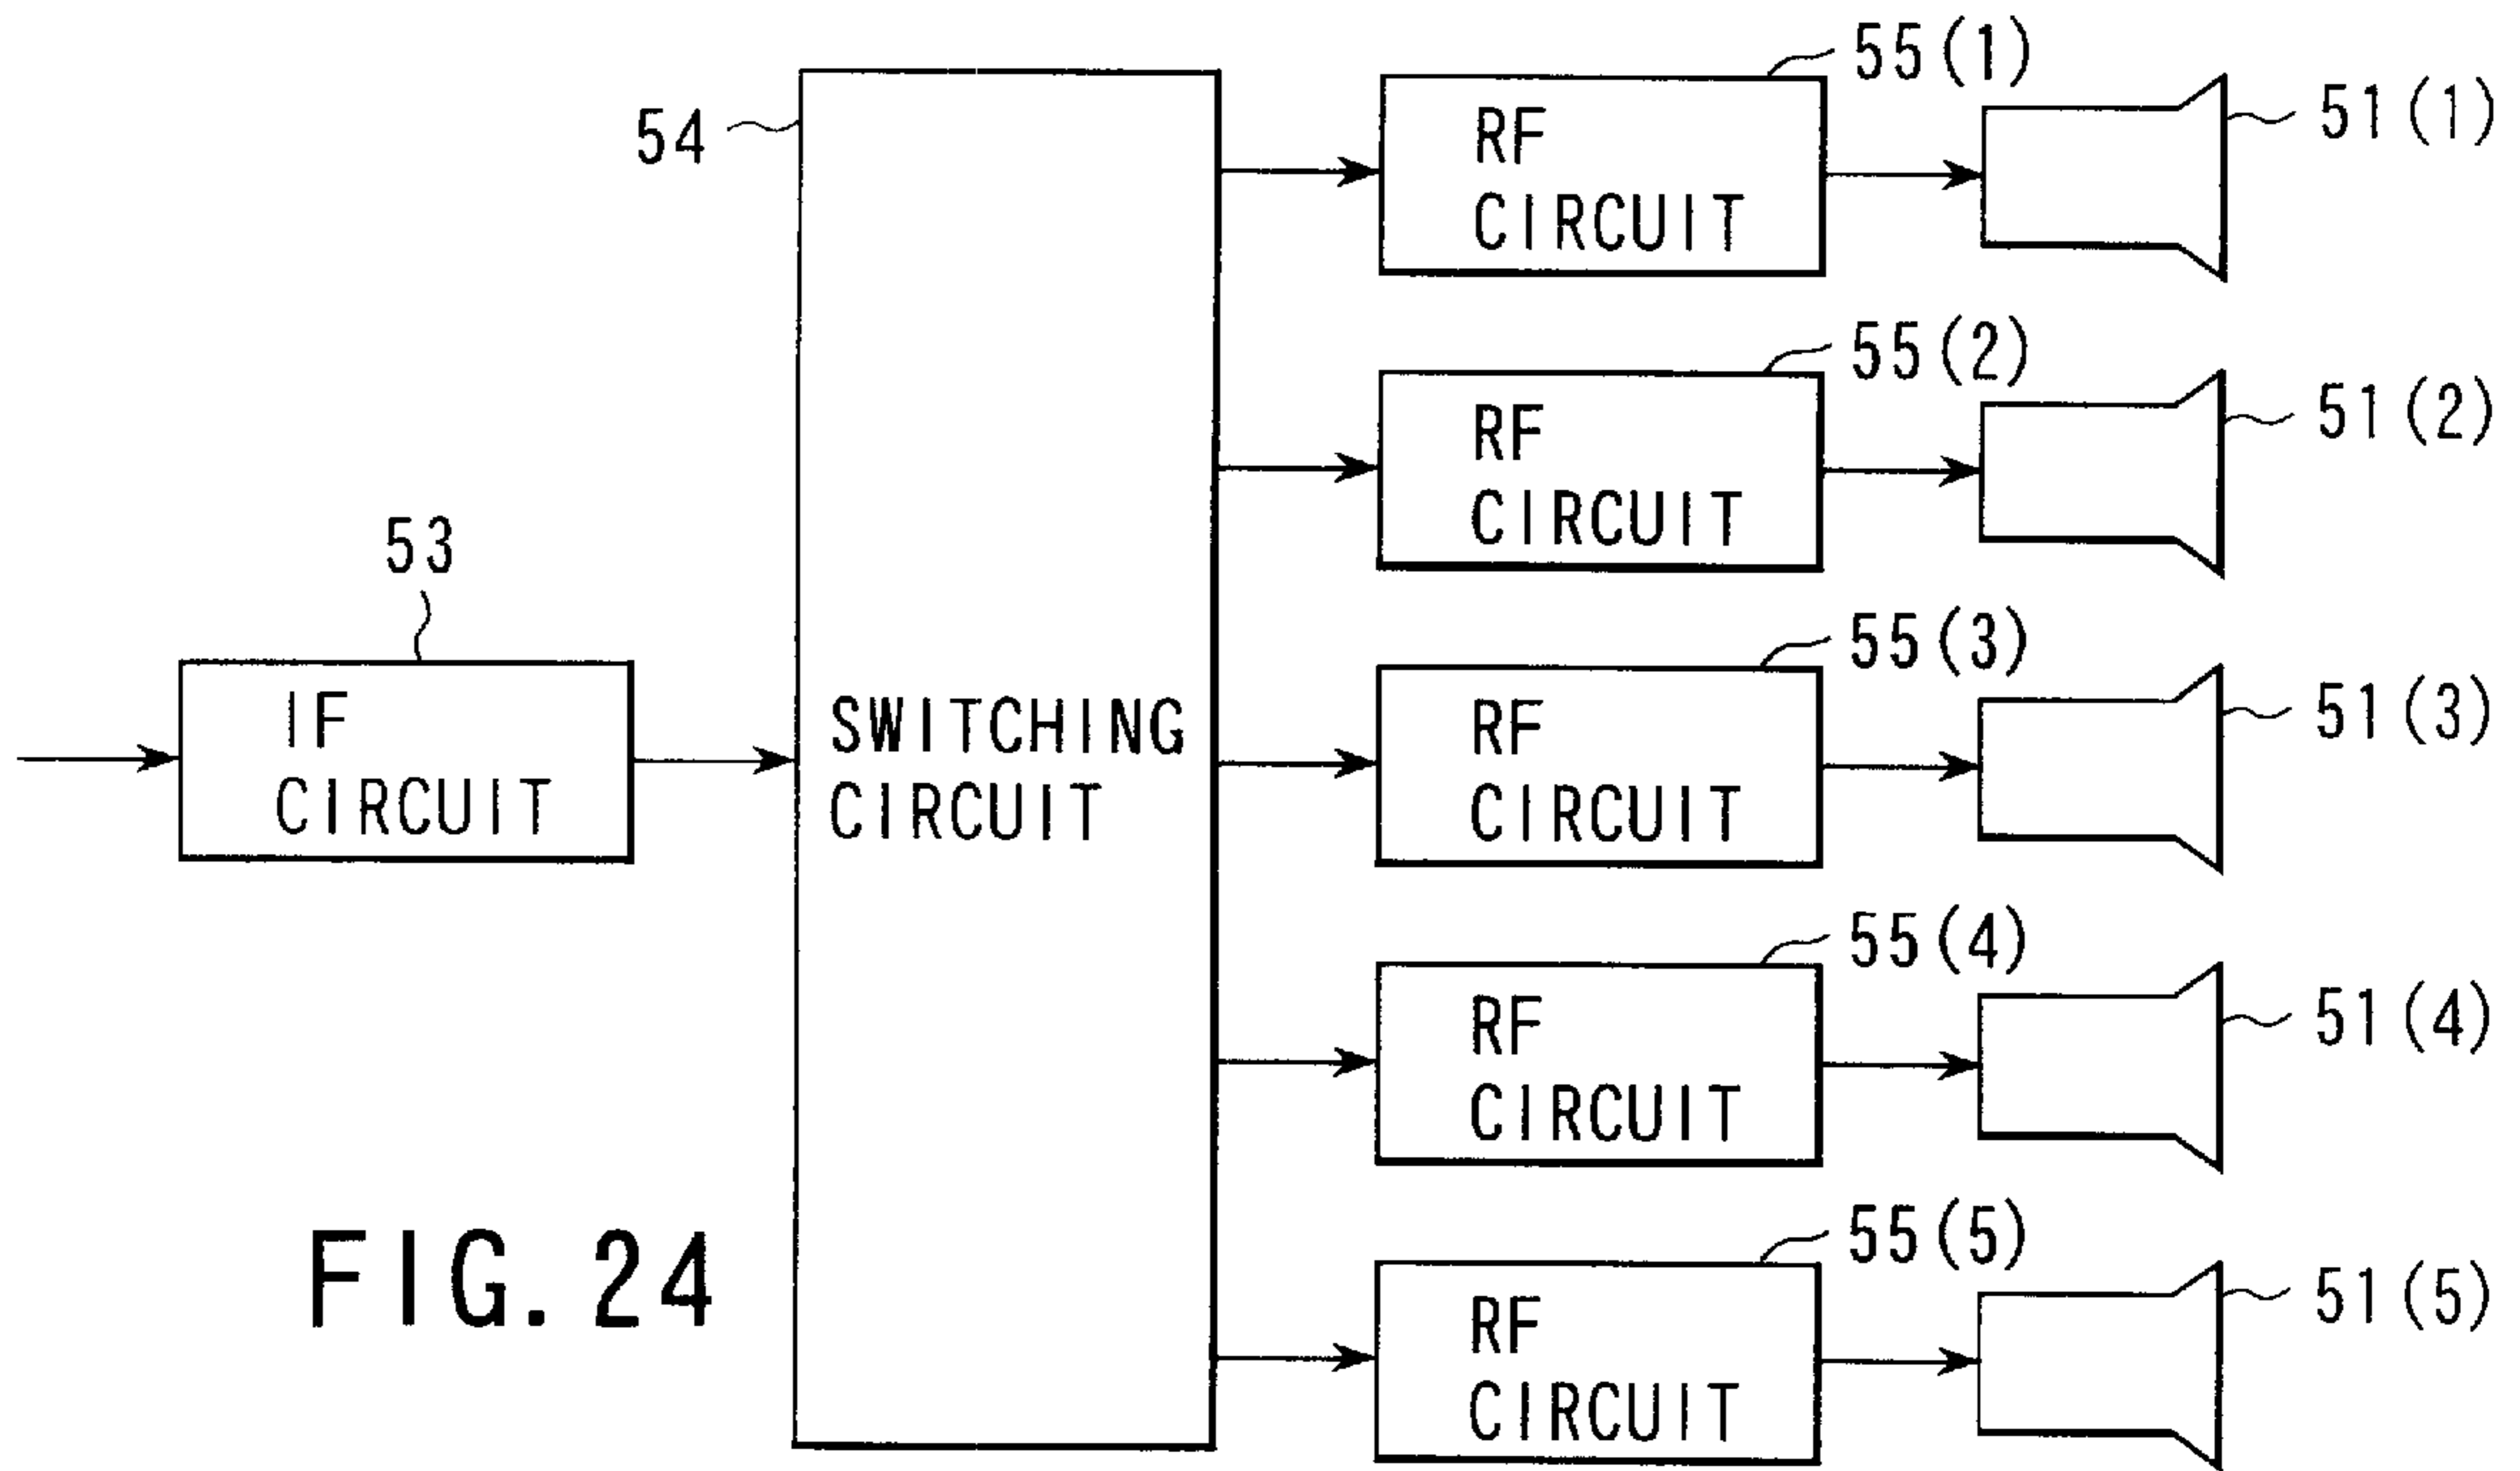 55(1)
54
RF
CIRCUIT
51(1)
55(2)
RF
CIRCUIT
51(2)
53
IF
CIRCUIT
SWITCHING
CIRCUIT
55(3)
RF
CIRCUIT
51(3)
55(4)
RF
CIRCUIT
51(4)
55(5)
RF
CIRCUIT
51(5)
FIG. 24